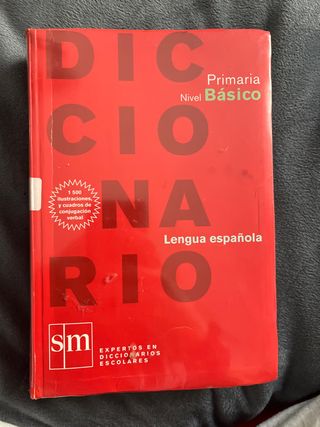 DIC
CIO
NA
RIO
Primaria
Nivel Básico
1 500
ilustraciones,
y cuadros de
conjugación
verbal
Lengua española
sm
EXPERTOS EN
DICCIONARIOS
ESCOLARES